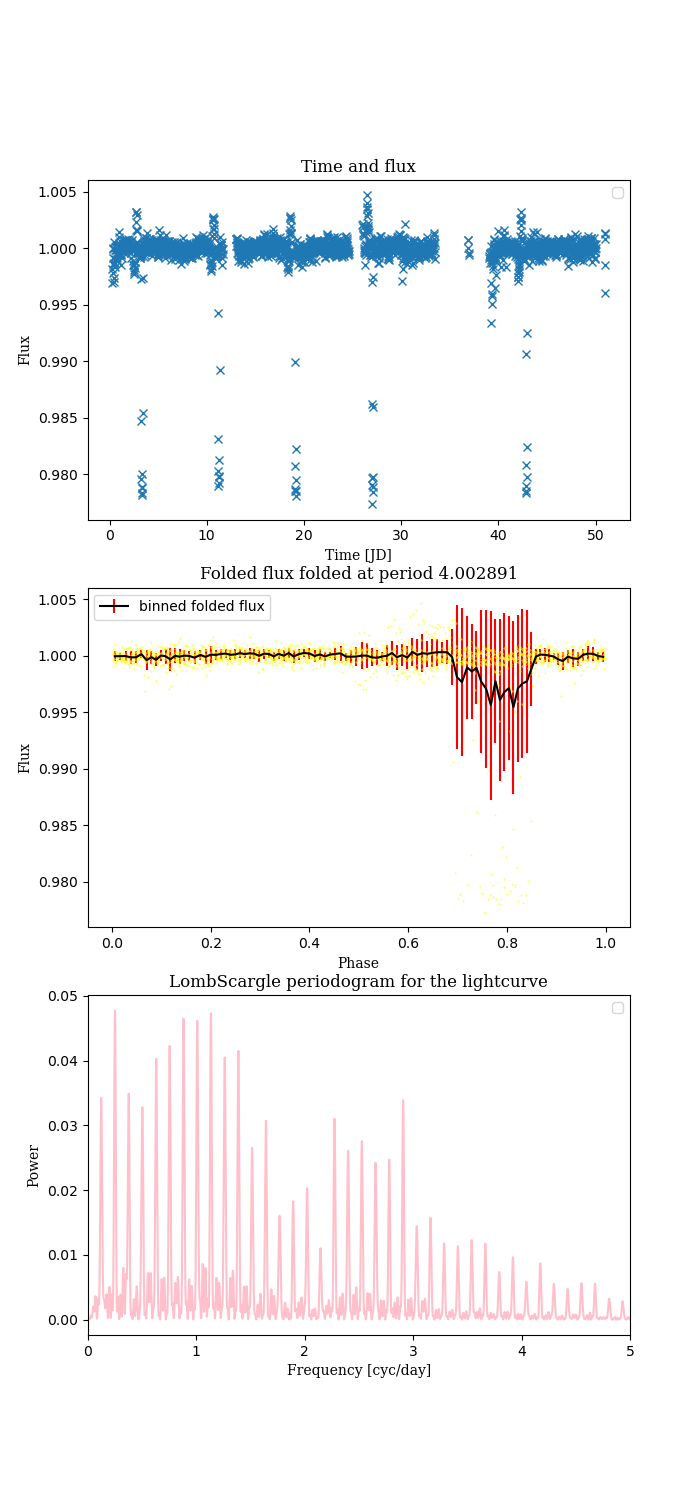 Time and flux
1.005
1.000
0.995
0.990
0.985
0.980
Flux
0 10 20 30 40 50
Time [JD]
Folded flux folded at period 4.002891
binned folded flux
1.005
1.000
0.995
0.990
0.985
0.980
Flux
0.0 0.2 0.4 0.6 0.8 1.0
Phase
LombScargle periodogram for the lightcurve
0.05
0.04
0.03
0.02
0.01
0.00
Power
0 1 2 3 4 5
Frequency [cyc/day]